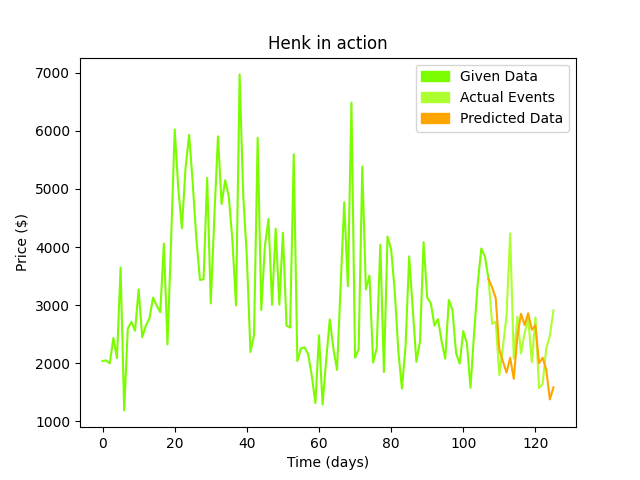 Henk in action
Given Data
Actual Events
Predicted Data
Price ($)
7000
6000
5000
4000
3000
2000
1000
0 20 40 60 80 100 120
Time (days)